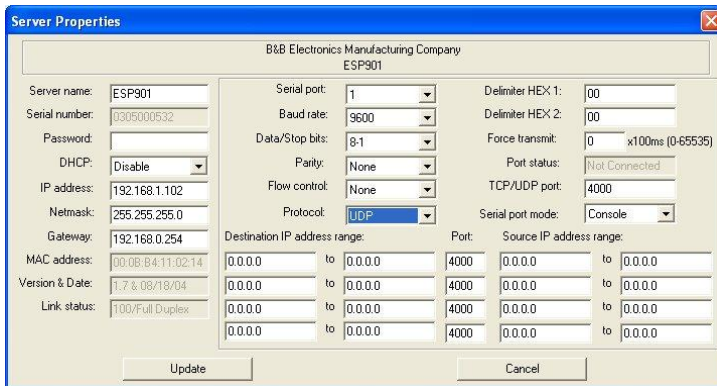 Server Properties
B&B Electronics Manufacturing Company
ESP901
Server name: ESP901
Serial number: 0305000532
Password:
DHCP: Disable
IP address: 192.168.1.102
Netmask: 255.255.255.0
Gateway: 192.168.0.254
MAC address: 00:0B:B4:11:02:14
Version & Date: 1.7 & 08/18/04
Link status: 100/Full Duplex
Serial port: 1
Baud rate: 9600
Data/Stop bits: 8-1
Parity: None
Flow control: None
Protocol: UDP
Delimiter HEX 1: 00
Delimiter HEX 2: 00
Force transmit: 0 x100ms (0-65535)
Port status: Not Connected
TCP/UDP port: 4000
Serial port mode: Console
Destination IP address range: Port: Source IP address range:
0.0.0.0 to 0.0.0.0 4000 0.0.0.0 to 0.0.0.0
0.0.0.0 to 0.0.0.0 4000 0.0.0.0 to 0.0.0.0
0.0.0.0 to 0.0.0.0 4000 0.0.0.0 to 0.0.0.0
0.0.0.0 to 0.0.0.0 4000 0.0.0.0 to 0.0.0.0
Update Cancel